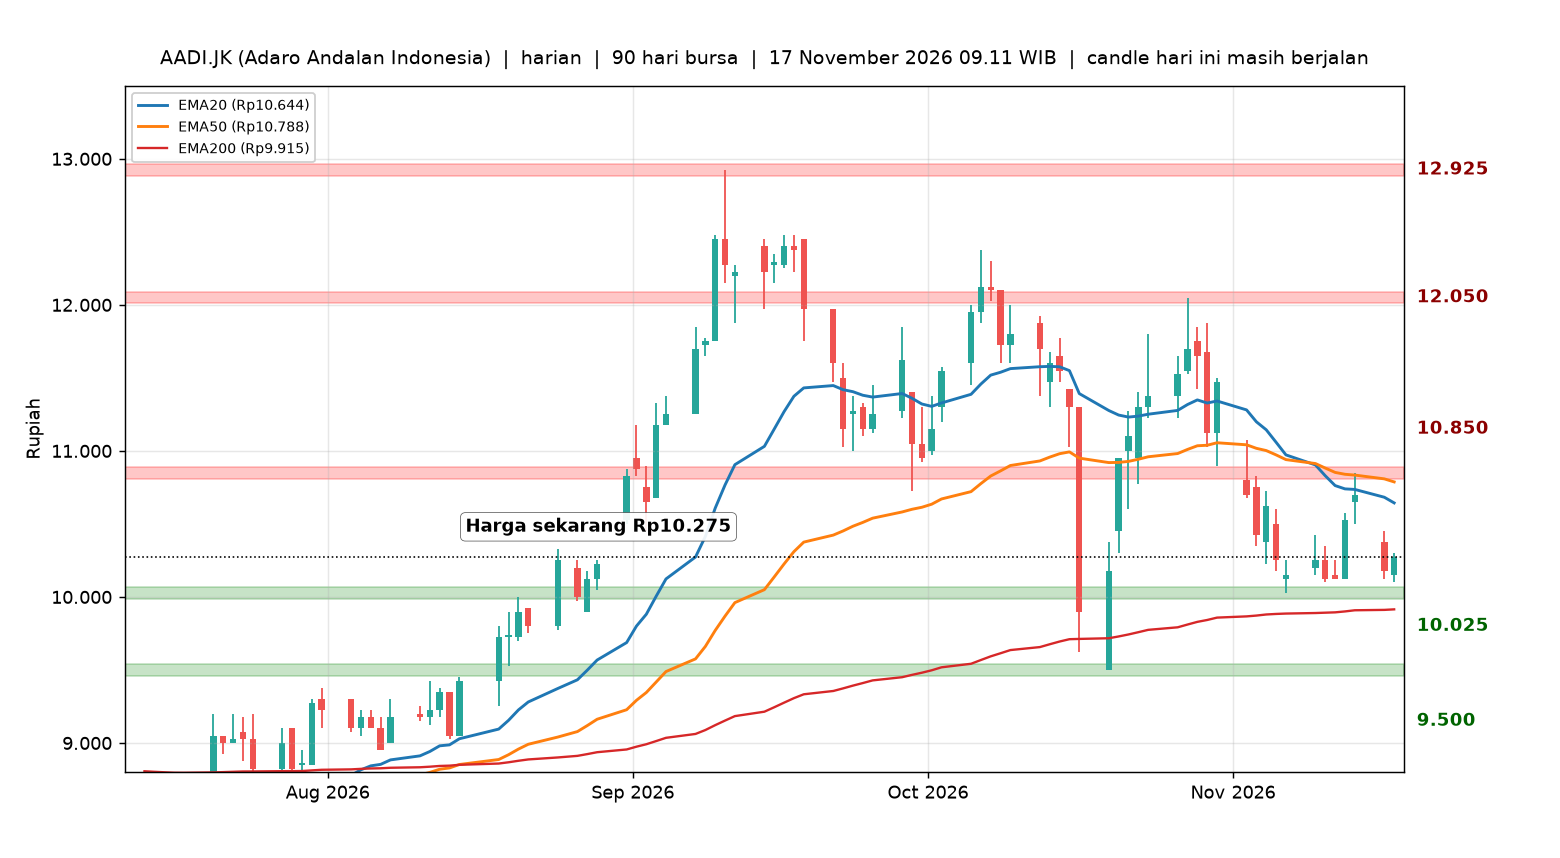 AADI.JK (Adaro Andalan Indonesia) | harian | 90 hari bursa | 17 November 2026 09.11 WIB | candle hari ini masih berjalan
EMA20 (Rp10.644)
EMA50 (Rp10.788)
EMA200 (Rp9.915)
Rupiah
13.000
12.000
11.000
10.000
9.000
12.925
12.050
10.850
10.025
9.500
Harga sekarang Rp10.275
Aug 2026
Sep 2026
Oct 2026
Nov 2026